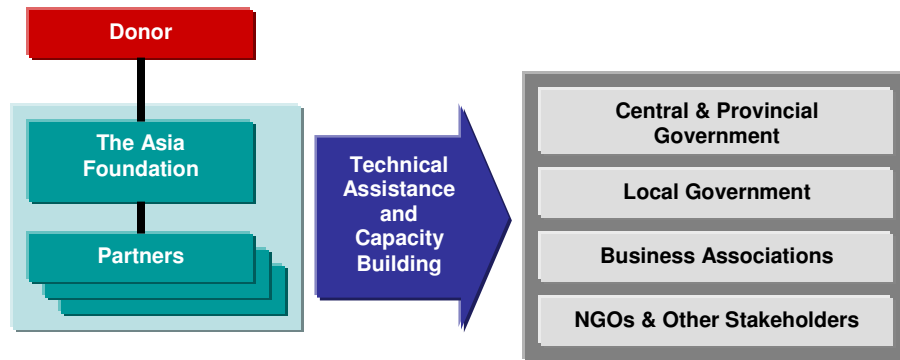 Donor
The Asia
Foundation
Partners
Technical
Assistance
and
Capacity
Building
Central & Provincial
Government
Local Government
Business Associations
NGOs & Other Stakeholders